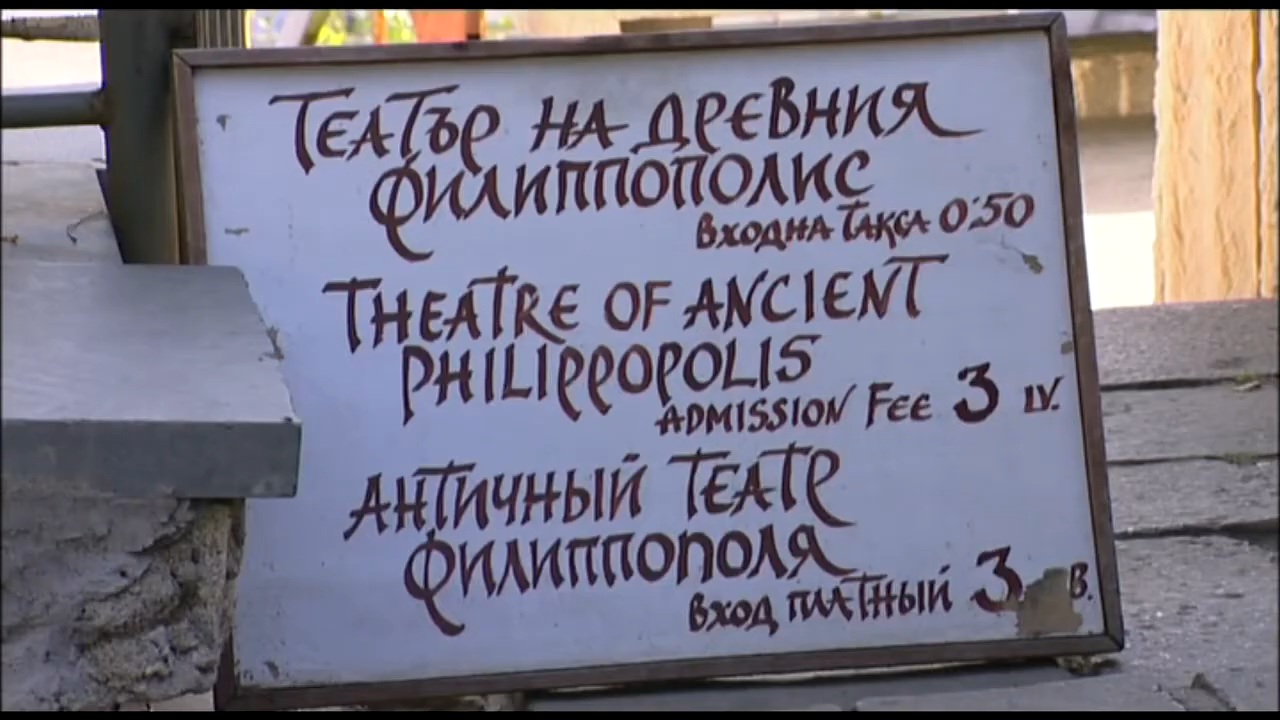 ТЕАТЪР НА ДРЕВНИЯ
ФИЛИППОПОЛИС
ВХОДНА ТАКСА 0'50
THEATRE OF ANCIENT
PHILIPPOPOLIS
ADMISSION FEE 3 LV.
АНТИЧНЫЙ ТЕАТР
ФИЛИППОПОЛЯ
ВХОД ПЛАТНЫЙ 3 В.